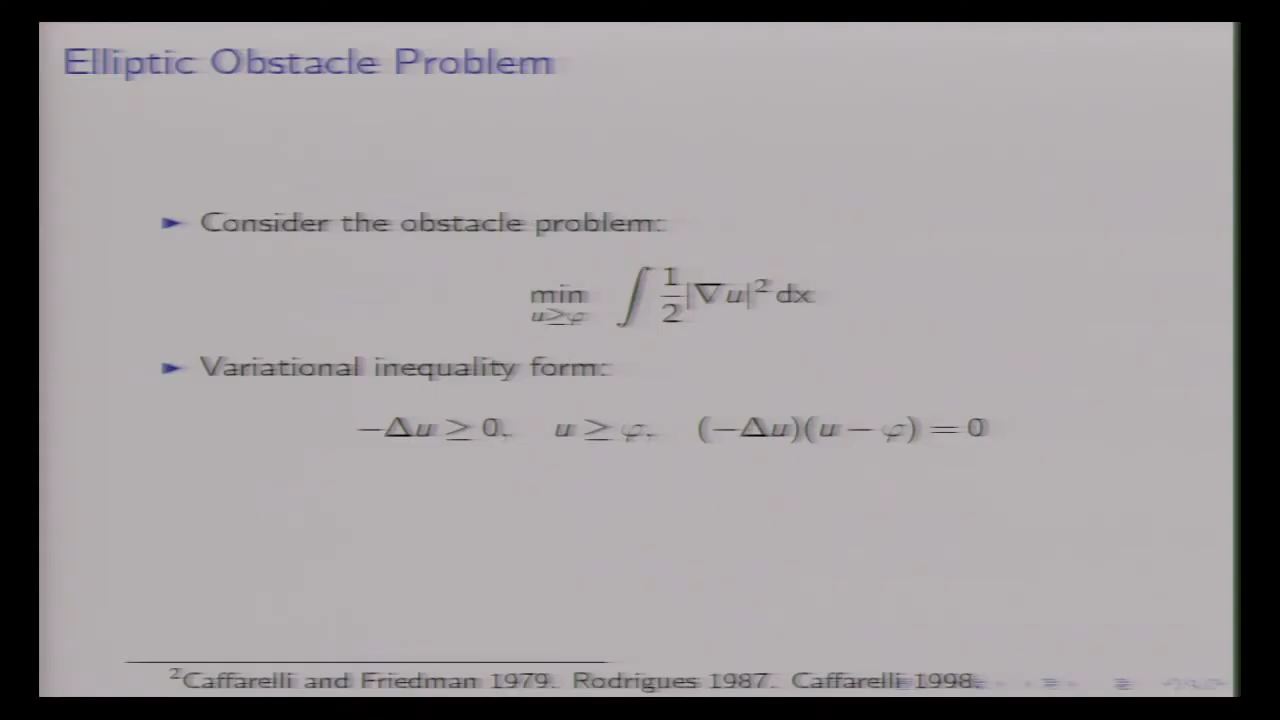 Elliptic Obstacle Problem
► Consider the obstacle problem:
min_{u≥φ} ∫ 1/2 |∇u|² dx
► Variational inequality form:
−Δu ≥ 0, u ≥ φ, (−Δu)(u − φ) = 0
²Caffarelli and Friedman 1979. Rodrigues 1987. Caffarelli 1998.